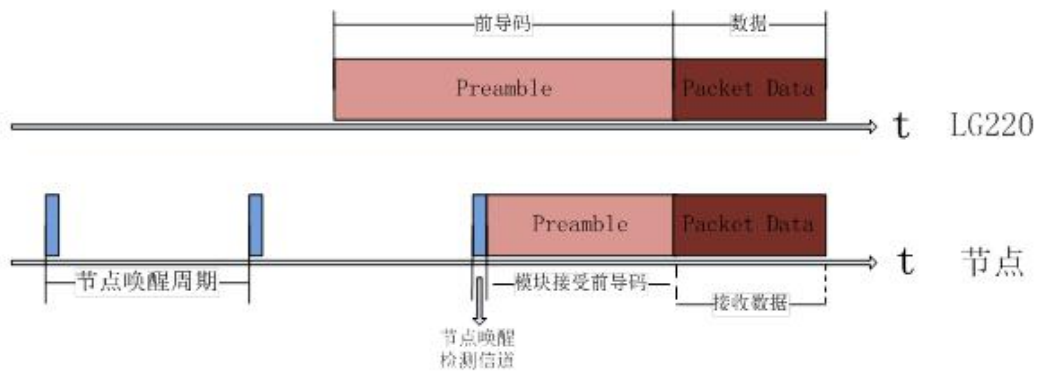 前导码
数据
Preamble
Packet Data
t
LG220
Preamble
Packet Data
t
节点
节点唤醒周期
模块接受前导码
接收数据
节点唤醒
检测信道